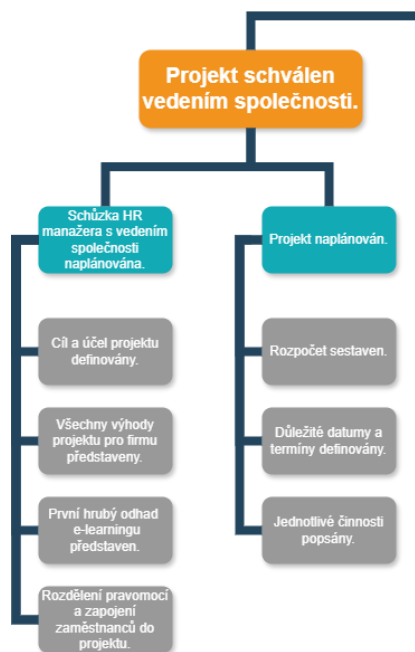 Projekt schválen
vedením společnosti.
Schůzka HR
manažera s vedením
společnosti
naplánována.
Cíl a účel projektu
definovány.
Všechny výhody
projektu pro firmu
představeny.
První hrubý odhad
e-learningu
představen.
Rozdělení pravomocí
a zapojení
zaměstnanců do
projektu.
Projekt naplánován.
Rozpočet sestaven.
Důležité datumy a
termíny definovány.
Jednotlivé činnosti
popsány.